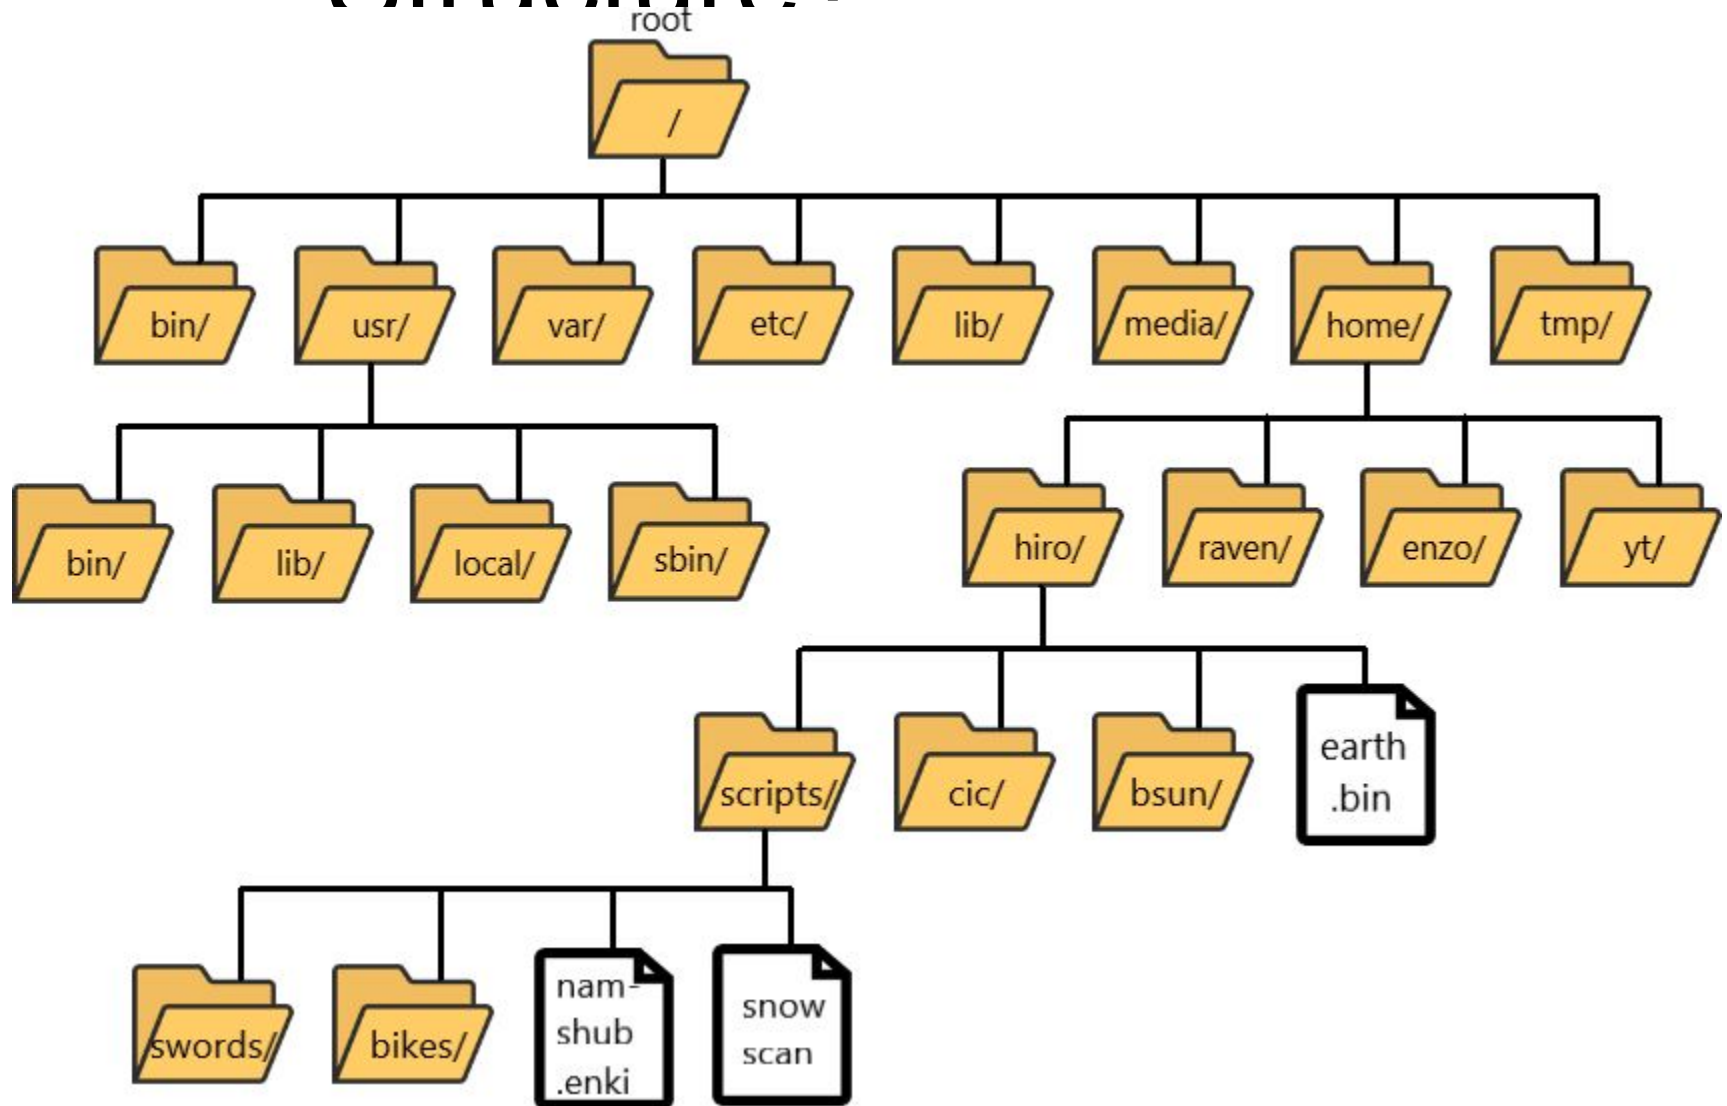 root
/
bin/ usr/ var/ etc/ lib/ media/ home/ tmp/
bin/ lib/ local/ sbin/
hiro/ raven/ enzo/ yt/
scripts/ cic/ bsun/
earth
.bin
swords/ bikes/
nam-
shub
.enki
snow
scan